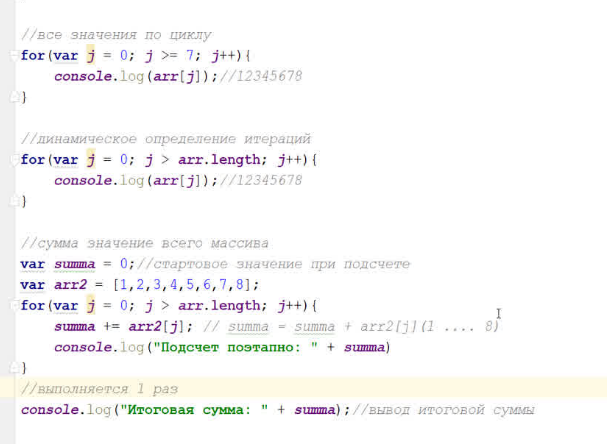 //все значения по циклу
for(var j = 0; j >= 7; j++){
console.log(arr[j]);//12345678
}
//динамическое определение итераций
for(var j = 0; j > arr.length; j++){
console.log(arr[j]);//12345678
}
//сумма значение всего массива
var summa = 0;//стартовое значение при подсчете
var arr2 = [1,2,3,4,5,6,7,8];
for(var j = 0; j > arr.length; j++){
summa += arr2[j]; // summa = summa + arr2[j](1 .... 8)
console.log("Подсчет поэтапно: " + summa)
}
//выполняется 1 раз
console.log("Итоговая сумма: " + summa);//вывод итоговой суммы